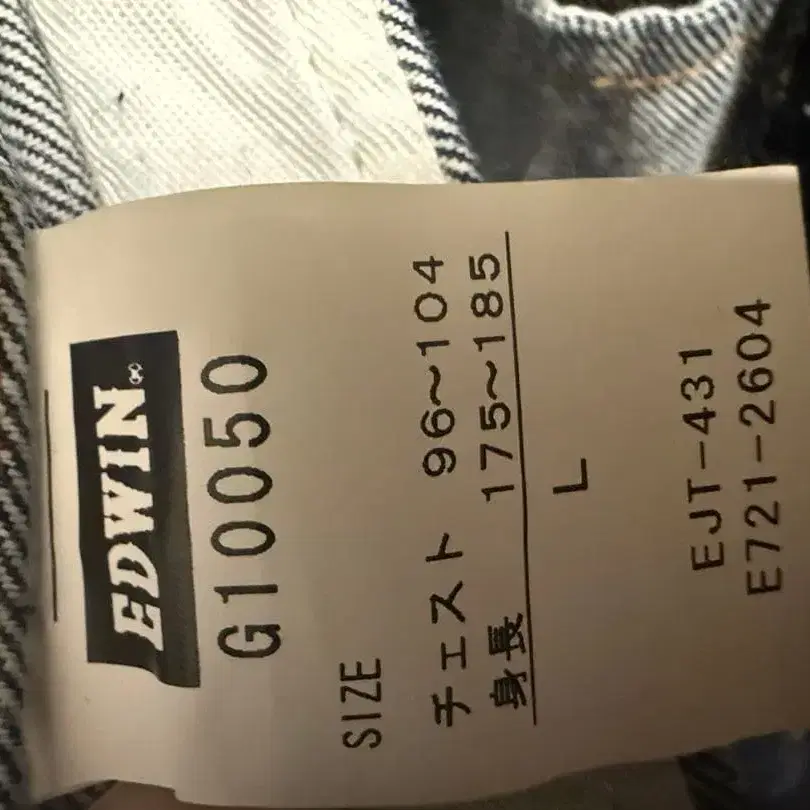 EDWIN®
G10050
SIZE
チェスト 96～104
身長 175～185
L
EJT-431
E721-2604